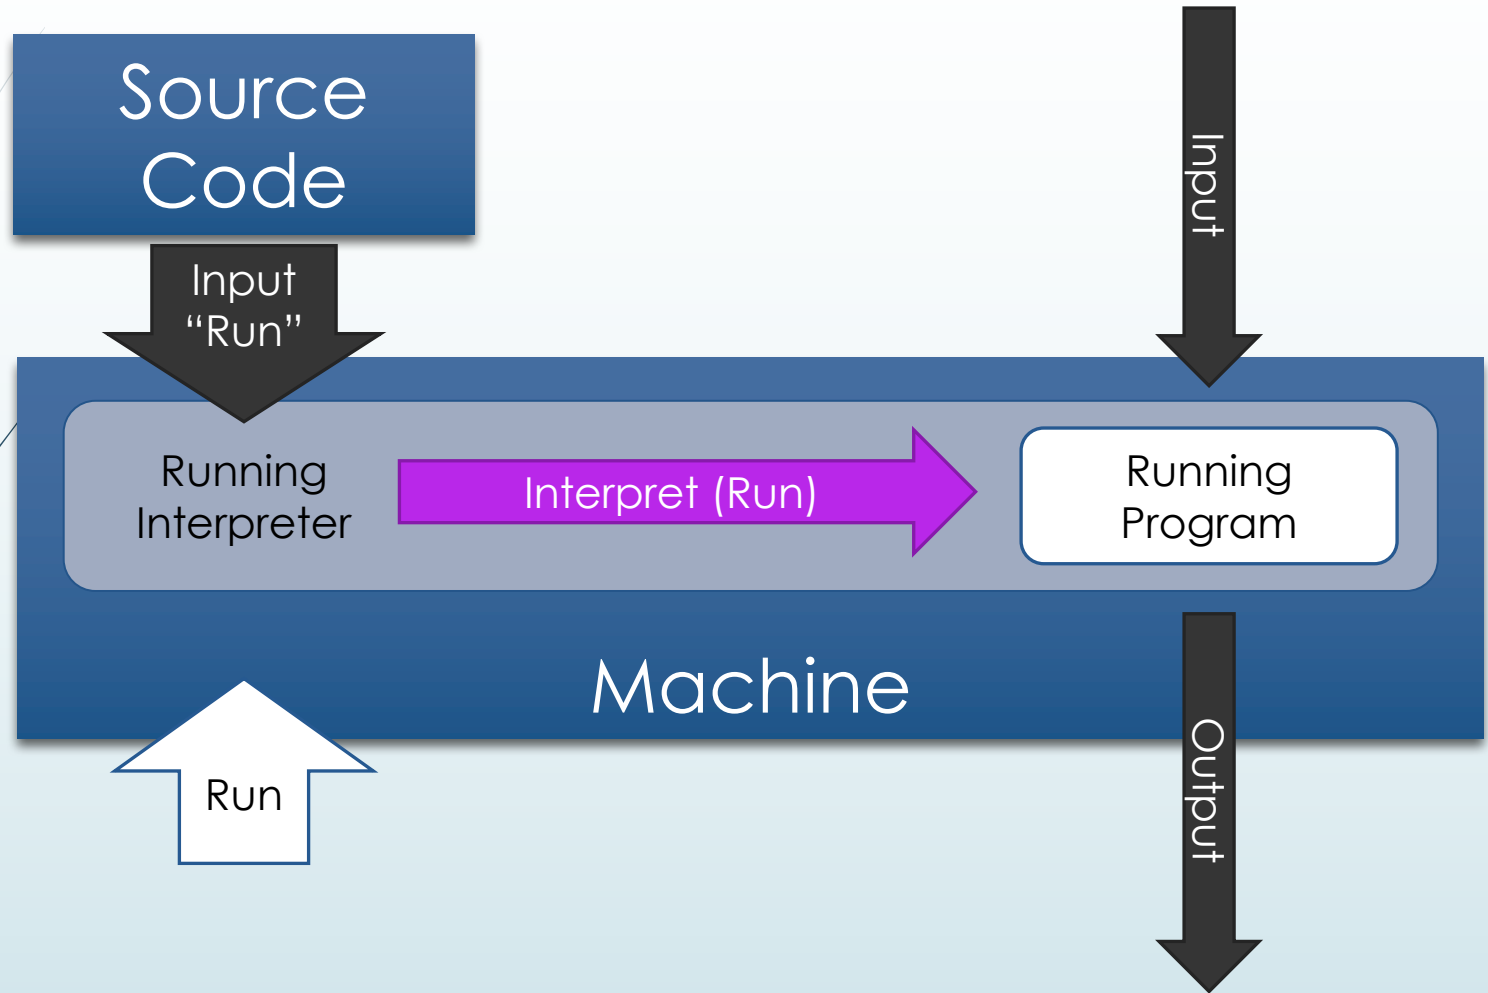 Source
Code
Input
“Run”
Input
Running
Interpreter
Interpret (Run)
Running
Program
Machine
Run
Output